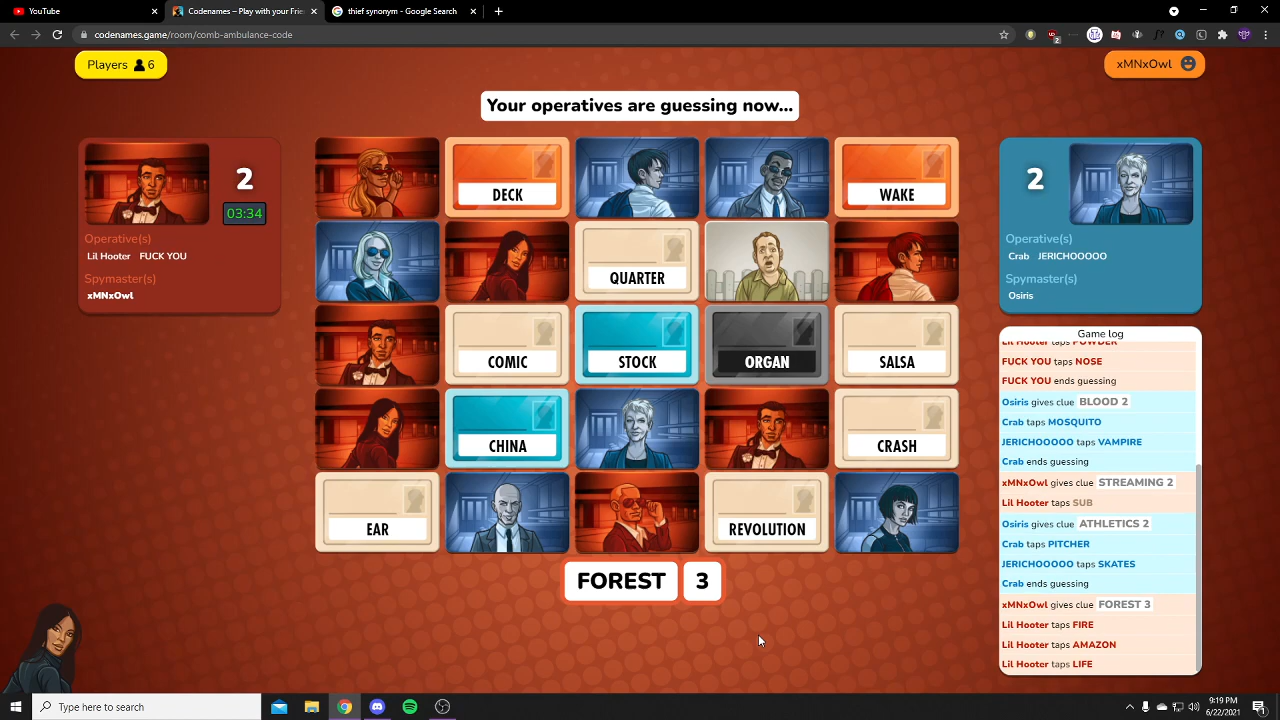 YouTube
Codenames – Play with your Frie
theif synonym - Google Search
codenames.game/room/comb-ambulance-code
Players 6
xMNxOwl
Your operatives are guessing now...
2
03:34
Operative(s)
Lil Hooter FUCK YOU
Spymaster(s)
xMNxOwl
DECK
WAKE
QUARTER
COMIC
STOCK
ORGAN
SALSA
CHINA
CRASH
EAR
REVOLUTION
FOREST 3
2
Operative(s)
Crab JERICHOOOOO
Spymaster(s)
Osiris
Game log
Lil Hooter taps POWDER
FUCK YOU taps NOSE
FUCK YOU ends guessing
Osiris gives clue BLOOD 2
Crab taps MOSQUITO
JERICHOOOOO taps VAMPIRE
Crab ends guessing
xMNxOwl gives clue STREAMING 2
Lil Hooter taps SUB
Osiris gives clue ATHLETICS 2
Crab taps PITCHER
JERICHOOOOO taps SKATES
Crab ends guessing
xMNxOwl gives clue FOREST 3
Lil Hooter taps FIRE
Lil Hooter taps AMAZON
Lil Hooter taps LIFE
Type here to search
9:19 PM
6/22/2021